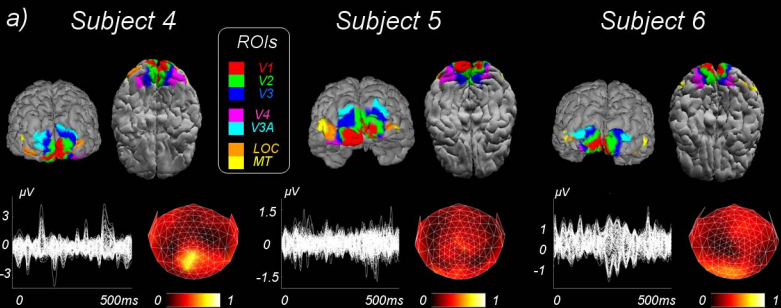 a) Subject 4 Subject 5 Subject 6
ROIs
V1
V2
V3
V4
V3A
LOC
MT
µV µV µV
3 1.5 1
0 0 0
-3 -1.5 -1
0 500ms 0 500ms 0 500ms
0 1 0 1 0 1